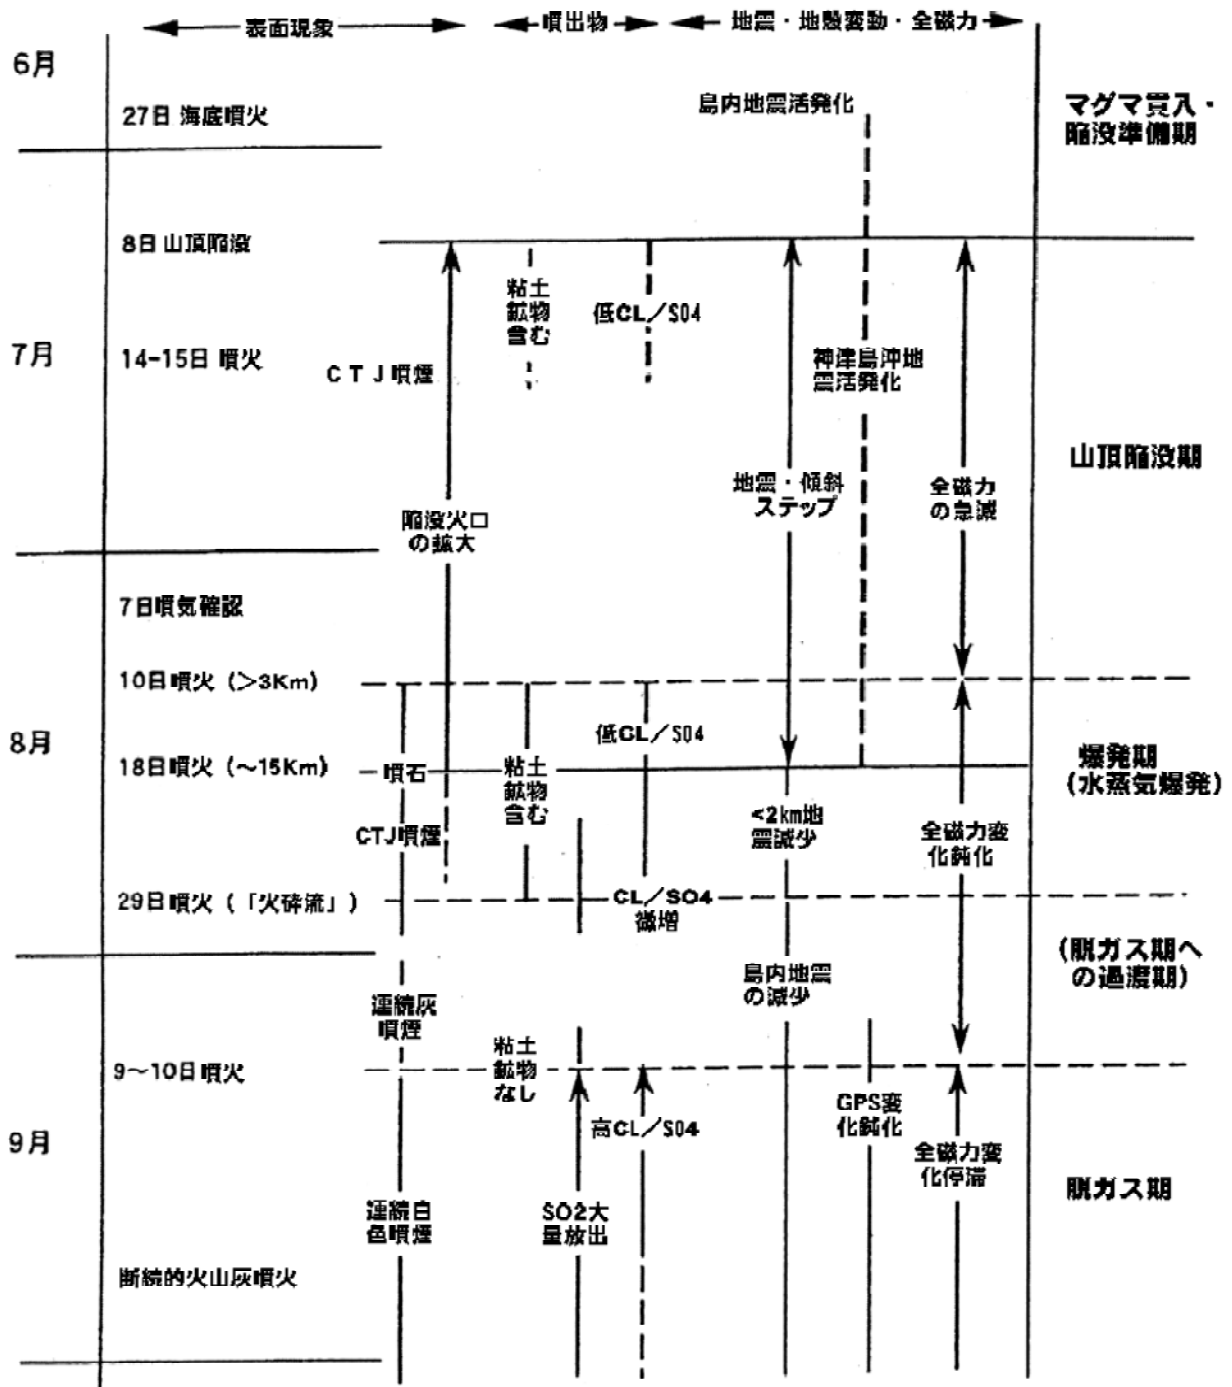 表面現象
噴出物
地震・地殻変動・全磁力
6月
27日 海底噴火
島内地震活発化
マグマ貫入・
陥没準備期
8日 山頂陥没
粘土
鉱物
含む
低CL/SO4
7月
14-15日 噴火
CTJ噴煙
神津島沖地
震活発化
山頂陥没期
地震・傾斜
ステップ
全磁力
の急減
陥没火口
の拡大
7日噴気確認
10日噴火 (>3Km)
8月
低CL/SO4
18日噴火 (~15Km)
噴石
粘土
鉱物
含む
爆発期
(水蒸気爆発)
CTJ噴煙
<2km地
震減少
全磁力変
化鈍化
29日噴火 (「火砕流」)
CL/SO4
微増
(脱ガス期へ
の過渡期)
島内地震
の減少
連続灰
噴煙
9~10日噴火
粘土
鉱物
なし
高CL/SO4
GPS変
化鈍化
9月
全磁力変
化停滞
脱ガス期
連続白
色噴煙
SO2大
量放出
断続的火山灰噴火